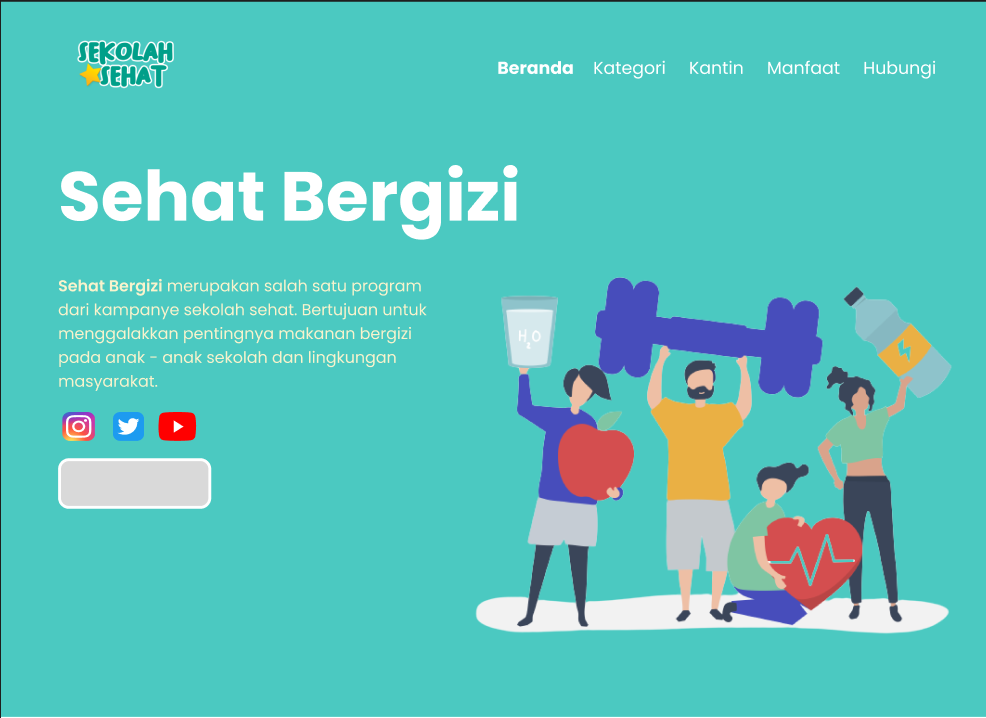 SEKOLAH
SEHAT
Beranda Kategori Kantin Manfaat Hubungi
Sehat Bergizi
Sehat Bergizi merupakan salah satu program
dari kampanye sekolah sehat. Bertujuan untuk
menggalakkan pentingnya makanan bergizi
pada anak - anak sekolah dan lingkungan
masyarakat.
H2O